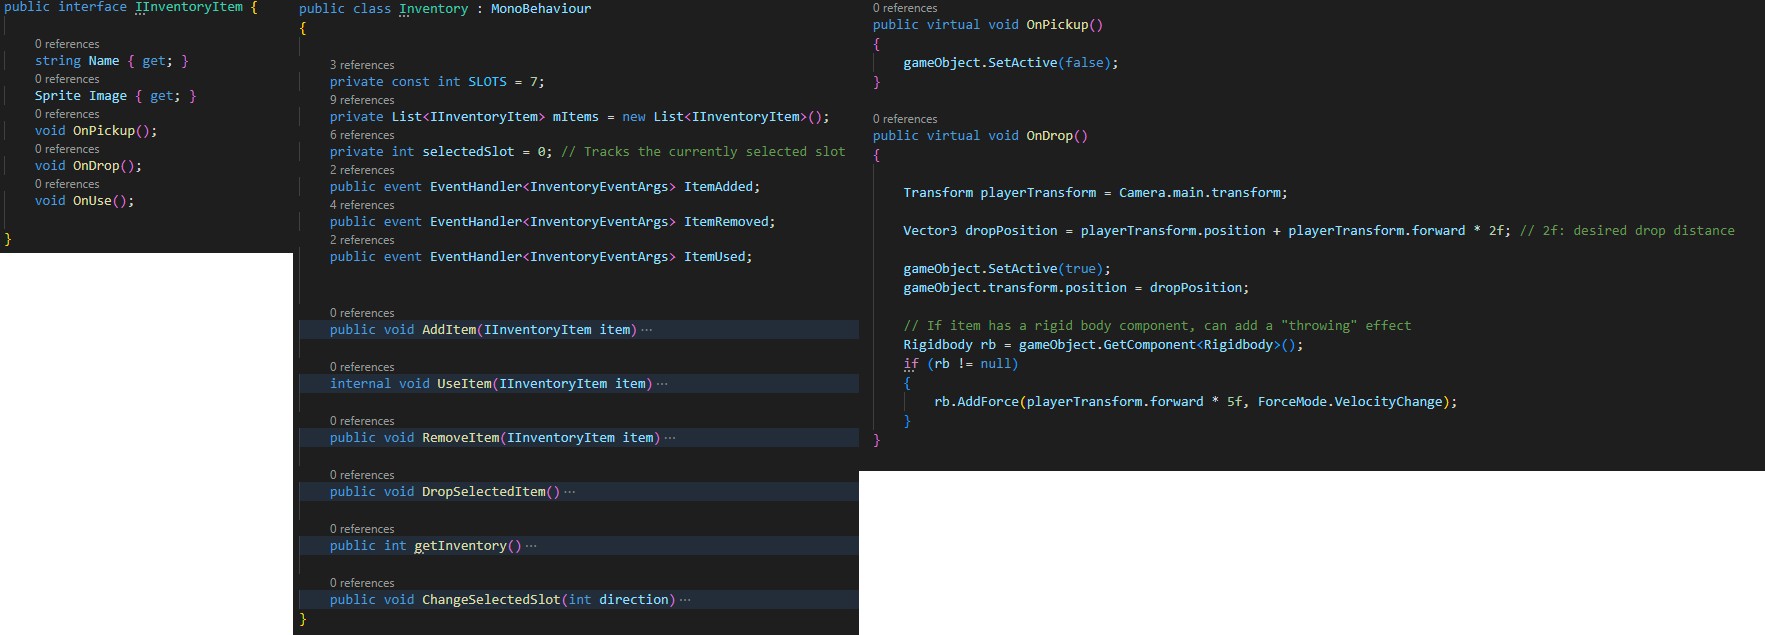 public interface IInventoryItem {
0 references
string Name { get; }
0 references
Sprite Image { get; }
0 references
void OnPickup();
0 references
void OnDrop();
0 references
void OnUse();
}
public class Inventory : MonoBehaviour
{
3 references
private const int SLOTS = 7;
9 references
private List<IInventoryItem> mItems = new List<IInventoryItem>();
6 references
private int selectedSlot = 0; // Tracks the currently selected slot
2 references
public event EventHandler<InventoryEventArgs> ItemAdded;
4 references
public event EventHandler<InventoryEventArgs> ItemRemoved;
2 references
public event EventHandler<InventoryEventArgs> ItemUsed;
0 references
public void AddItem(IInventoryItem item)···
0 references
internal void UseItem(IInventoryItem item)···
0 references
public void RemoveItem(IInventoryItem item)···
0 references
public void DropSelectedItem()···
0 references
public int getInventory()···
0 references
public void ChangeSelectedSlot(int direction)···
}
0 references
public virtual void OnPickup()
{
gameObject.SetActive(false);
}
0 references
public virtual void OnDrop()
{
Transform playerTransform = Camera.main.transform;
Vector3 dropPosition = playerTransform.position + playerTransform.forward * 2f; // 2f: desired drop distance
gameObject.SetActive(true);
gameObject.transform.position = dropPosition;
// If item has a rigid body component, can add a "throwing" effect
Rigidbody rb = gameObject.GetComponent<Rigidbody>();
if (rb != null)
{
rb.AddForce(playerTransform.forward * 5f, ForceMode.VelocityChange);
}
}